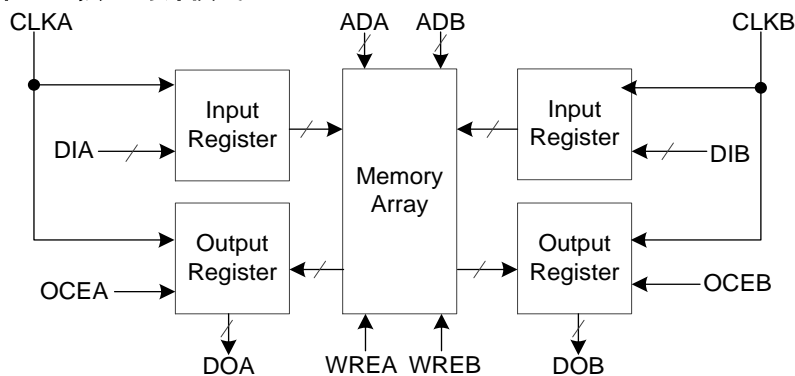 CLKA
ADA
ADB
CLKB
Input
Register
Input
Register
DIA
DIB
Memory
Array
Output
Register
Output
Register
OCEA
OCEB
DOA
WREA
WREB
DOB